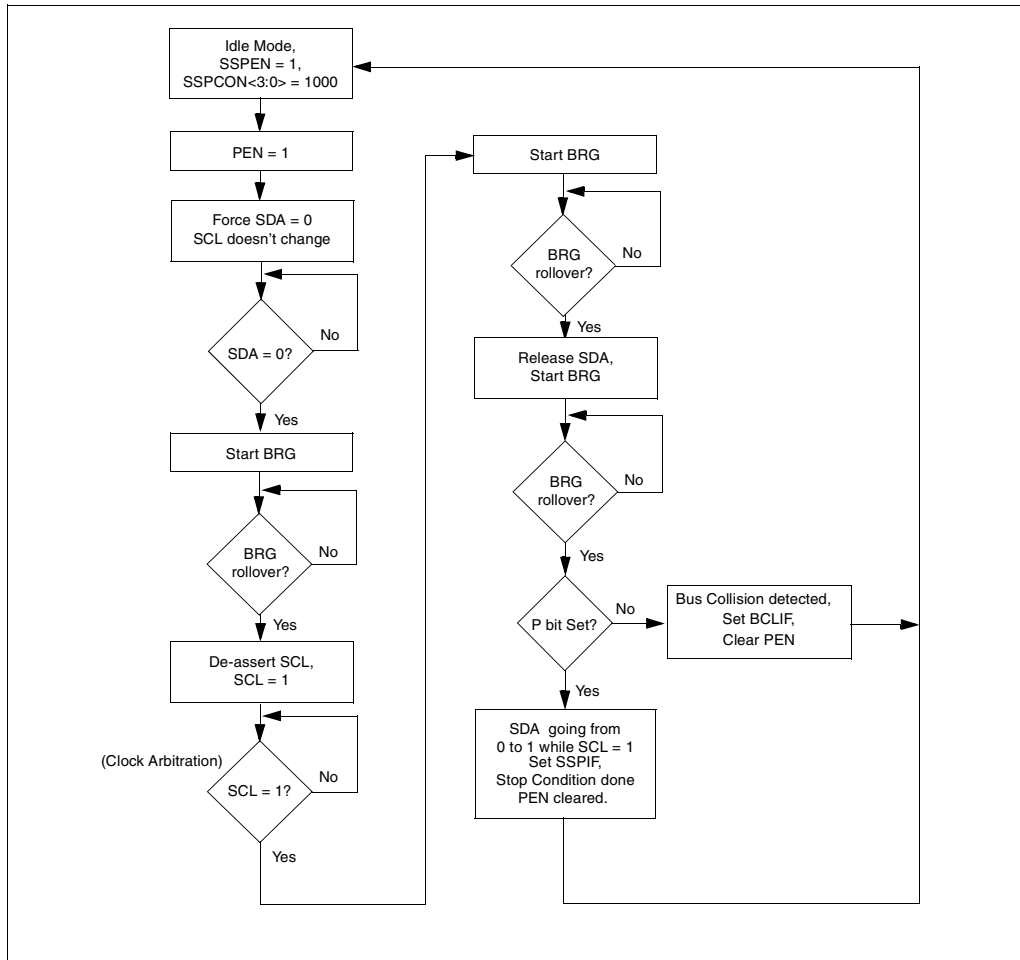 Idle Mode,
SSPEN = 1,
SSPCON<3:0> = 1000
PEN = 1
Force SDA = 0
SCL doesn't change
SDA = 0?
No
Yes
Start BRG
BRG
rollover?
No
Yes
De-assert SCL,
SCL = 1
(Clock Arbitration)
SCL = 1?
No
Yes
Start BRG
BRG
rollover?
No
Yes
Release SDA,
Start BRG
BRG
rollover?
No
Yes
P bit Set?
No
Bus Collision detected,
Set BCLIF,
Clear PEN
Yes
SDA going from
0 to 1 while SCL = 1
Set SSPIF,
Stop Condition done
PEN cleared.